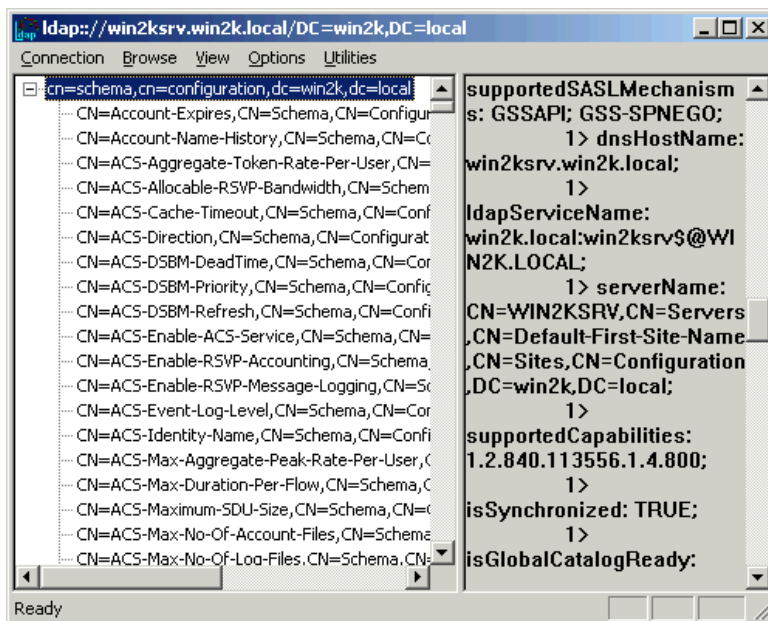 ldap://win2ksrv.win2k.local/DC=win2k,DC=local
Connection Browse View Options Utilities
cn=schema,cn=configuration,dc=win2k,dc=local
CN=Account-Expires,CN=Schema,CN=Configur
CN=Account-Name-History,CN=Schema,CN=Co
CN=ACS-Aggregate-Token-Rate-Per-User,CN=
CN=ACS-Allocable-RSVP-Bandwidth,CN=Schem
CN=ACS-Cache-Timeout,CN=Schema,CN=Conf
CN=ACS-Direction,CN=Schema,CN=Configurat
CN=ACS-DSBM-DeadTime,CN=Schema,CN=Cor
CN=ACS-DSBM-Priority,CN=Schema,CN=Config
CN=ACS-DSBM-Refresh,CN=Schema,CN=Confi
CN=ACS-Enable-ACS-Service,CN=Schema,CN=
CN=ACS-Enable-RSVP-Accounting,CN=Schema,
CN=ACS-Enable-RSVP-Message-Logging,CN=Sc
CN=ACS-Event-Log-Level,CN=Schema,CN=Cor
CN=ACS-Identity-Name,CN=Schema,CN=Confi
CN=ACS-Max-Aggregate-Peak-Rate-Per-User,C
CN=ACS-Max-Duration-Per-Flow,CN=Schema,C
CN=ACS-Maximum-SDU-Size,CN=Schema,CN=C
CN=ACS-Max-No-Of-Account-Files,CN=Schema
CN=ACS-Max-No-Of-Log-Files,CN=Schema,CN=
supportedSASLMechanism
s: GSSAPI; GSS-SPNEGO;
1> dnsHostName:
win2ksrv.win2k.local;
1>
ldapServiceName:
win2k.local:win2ksrv$@WI
N2K.LOCAL;
1> serverName:
CN=WIN2KSRV,CN=Servers
,CN=Default-First-Site-Name
,CN=Sites,CN=Configuration
,DC=win2k,DC=local;
1>
supportedCapabilities:
1.2.840.113556.1.4.800;
1>
isSynchronized: TRUE;
1>
isGlobalCatalogReady:
Ready